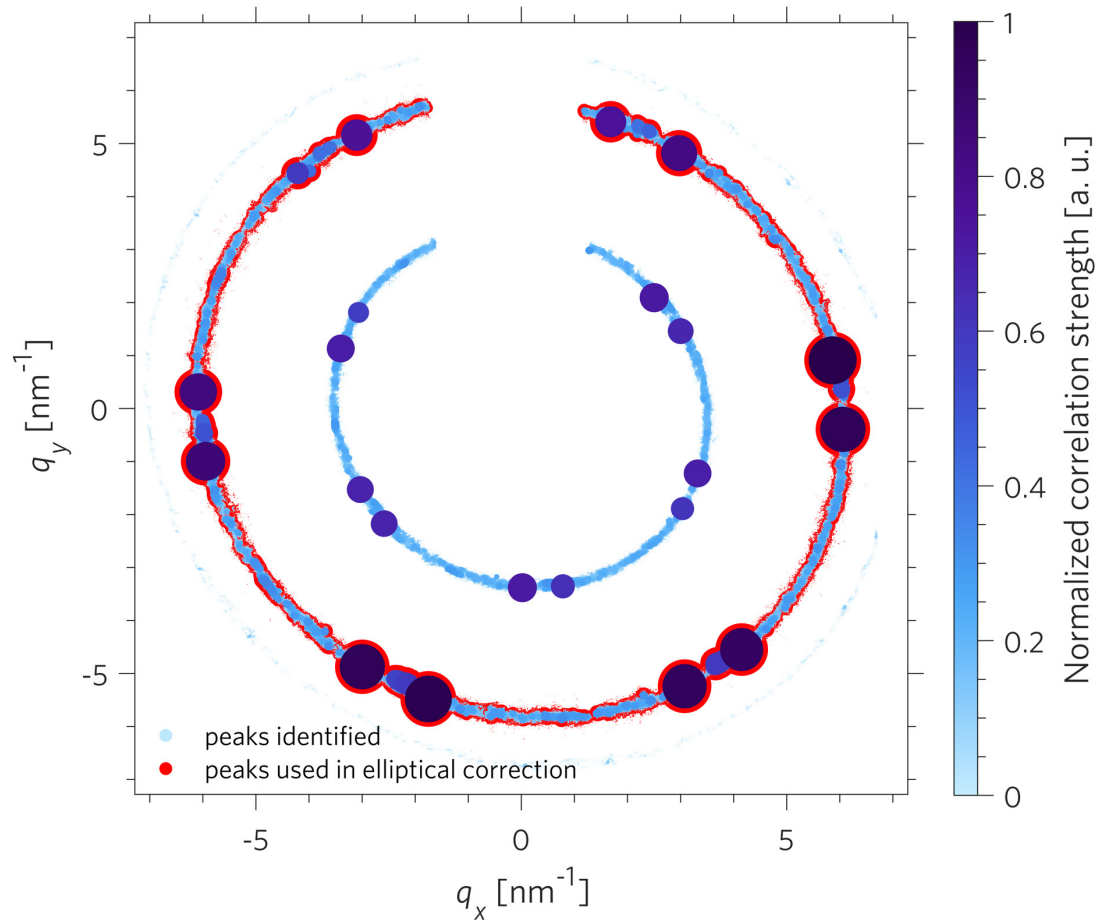 5
0
-5
-5
0
5
q_y [nm⁻¹]
q_x [nm⁻¹]
peaks identified
peaks used in elliptical correction
1
0.8
0.6
0.4
0.2
0
Normalized correlation strength [a. u.]